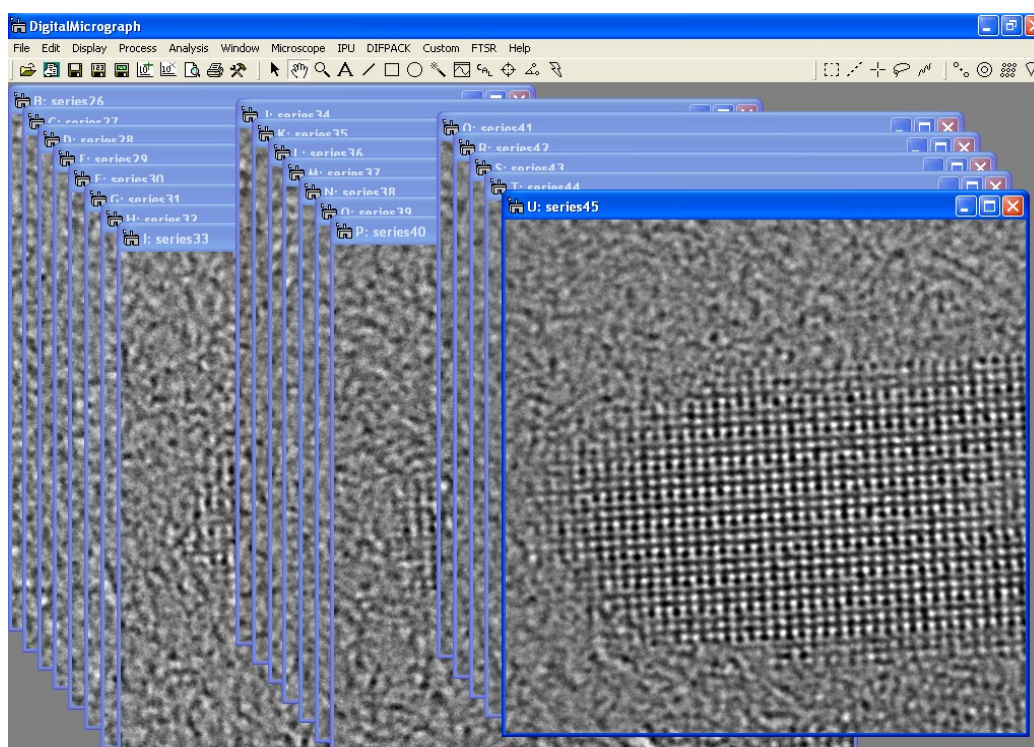 DigitalMicrograph
File Edit Display Process Analysis Window Microscope IPU DIFPACK Custom FTSR Help
B: series26
C: series27
D: series28
E: series29
F: series30
G: series31
H: series32
I: series33
J: series34
K: series35
L: series36
M: series37
N: series38
O: series39
P: series40
Q: series41
R: series42
S: series43
T: series44
U: series45